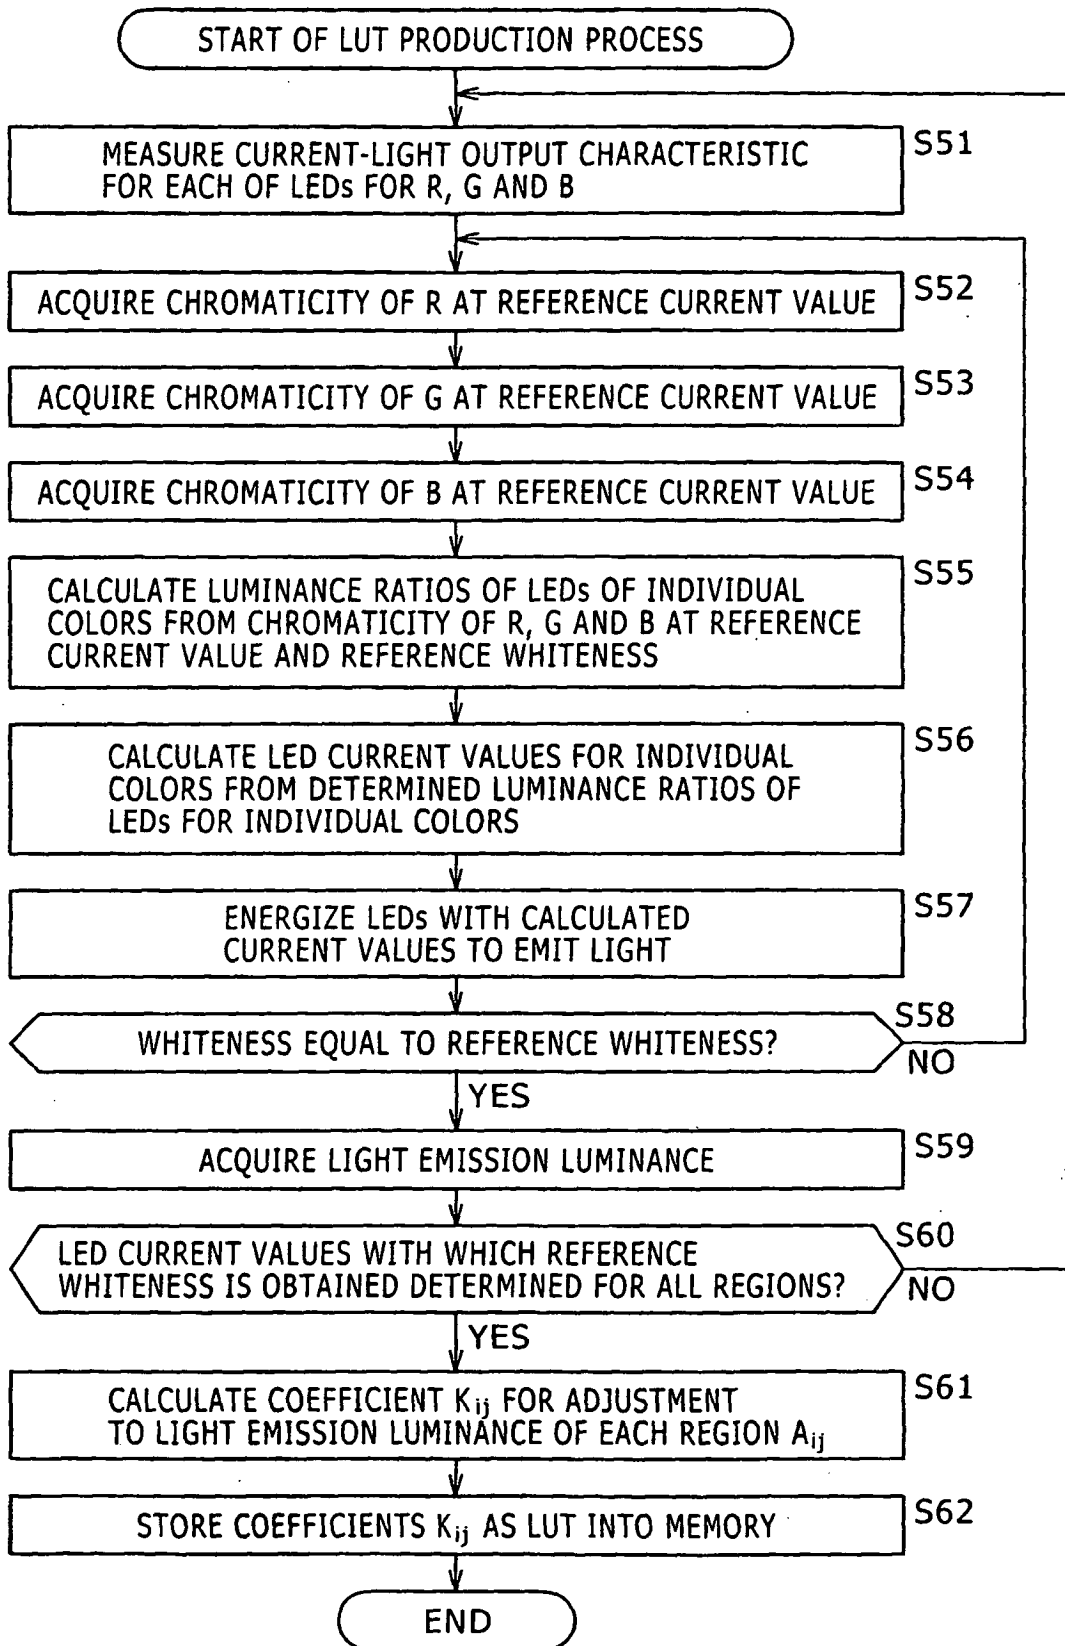 START OF LUT PRODUCTION PROCESS
MEASURE CURRENT-LIGHT OUTPUT CHARACTERISTIC
FOR EACH OF LEDs FOR R, G AND B
S51
ACQUIRE CHROMATICITY OF R AT REFERENCE CURRENT VALUE
S52
ACQUIRE CHROMATICITY OF G AT REFERENCE CURRENT VALUE
S53
ACQUIRE CHROMATICITY OF B AT REFERENCE CURRENT VALUE
S54
CALCULATE LUMINANCE RATIOS OF LEDs OF INDIVIDUAL
COLORS FROM CHROMATICITY OF R, G AND B AT REFERENCE
CURRENT VALUE AND REFERENCE WHITENESS
S55
CALCULATE LED CURRENT VALUES FOR INDIVIDUAL
COLORS FROM DETERMINED LUMINANCE RATIOS OF
LEDs FOR INDIVIDUAL COLORS
S56
ENERGIZE LEDs WITH CALCULATED
CURRENT VALUES TO EMIT LIGHT
S57
WHITENESS EQUAL TO REFERENCE WHITENESS?
S58
NO
YES
ACQUIRE LIGHT EMISSION LUMINANCE
S59
LED CURRENT VALUES WITH WHICH REFERENCE
WHITENESS IS OBTAINED DETERMINED FOR ALL REGIONS?
S60
NO
YES
CALCULATE COEFFICIENT Kij FOR ADJUSTMENT
TO LIGHT EMISSION LUMINANCE OF EACH REGION Aij
S61
STORE COEFFICIENTS Kij AS LUT INTO MEMORY
S62
END